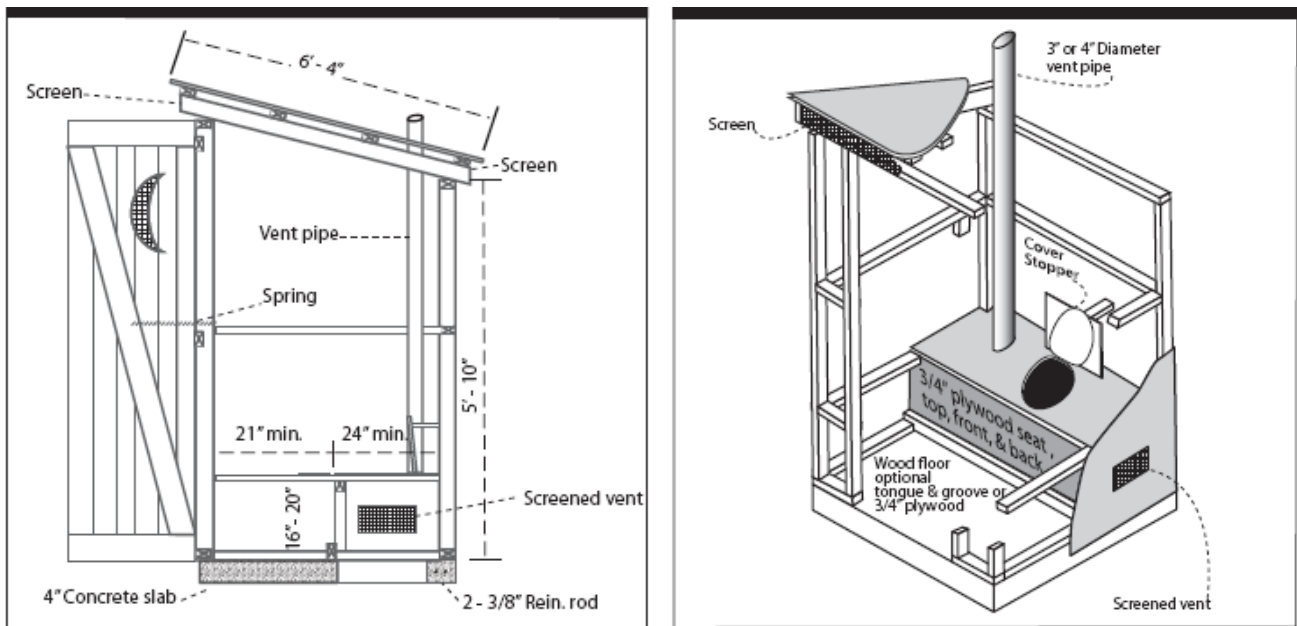 6' - 4"
Screen
Screen
Vent pipe
Spring
5' - 10"
21" min.
24" min.
16"- 20"
Screened vent
4" Concrete slab
2 - 3/8" Rein. rod
3" or 4" Diameter
vent pipe
Screen
Cover
Stopper
3/4" plywood seat ,
top, front, & back
Wood floor
optional
tongue & groove or
3/4" plywood
Screened vent